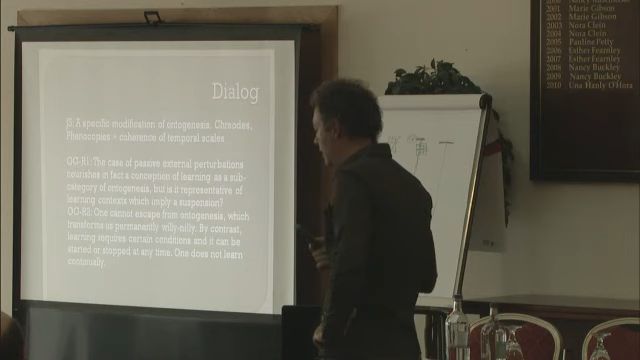 Dialog
JS: A specific modification of ontogenesis. Chreodes,
Phenocopies + coherence of temporal scales
OG-R1: The case of passive external perturbations
nourishes in fact a conception of learning as a sub-
category of ontogenesis, but is it representative of
learning contexts which imply a suspension?
OG-R2: One cannot escape from ontogenesis, which
transforms us permanently willy-nilly. By contrast,
learning requires certain conditions and it can be
started or stopped at any time. One does not learn
continually.
2001 Marie Gibson
2002 Marie Gibson
2003 Nora Clein
2004 Nora Clein
2005 Pauline Fetty
2006 Esther Fearnley
2007 Esther Fearnley
2008 Nancy Buckley
2009 Nancy Buckley
2010 Una Hanly O'Hora